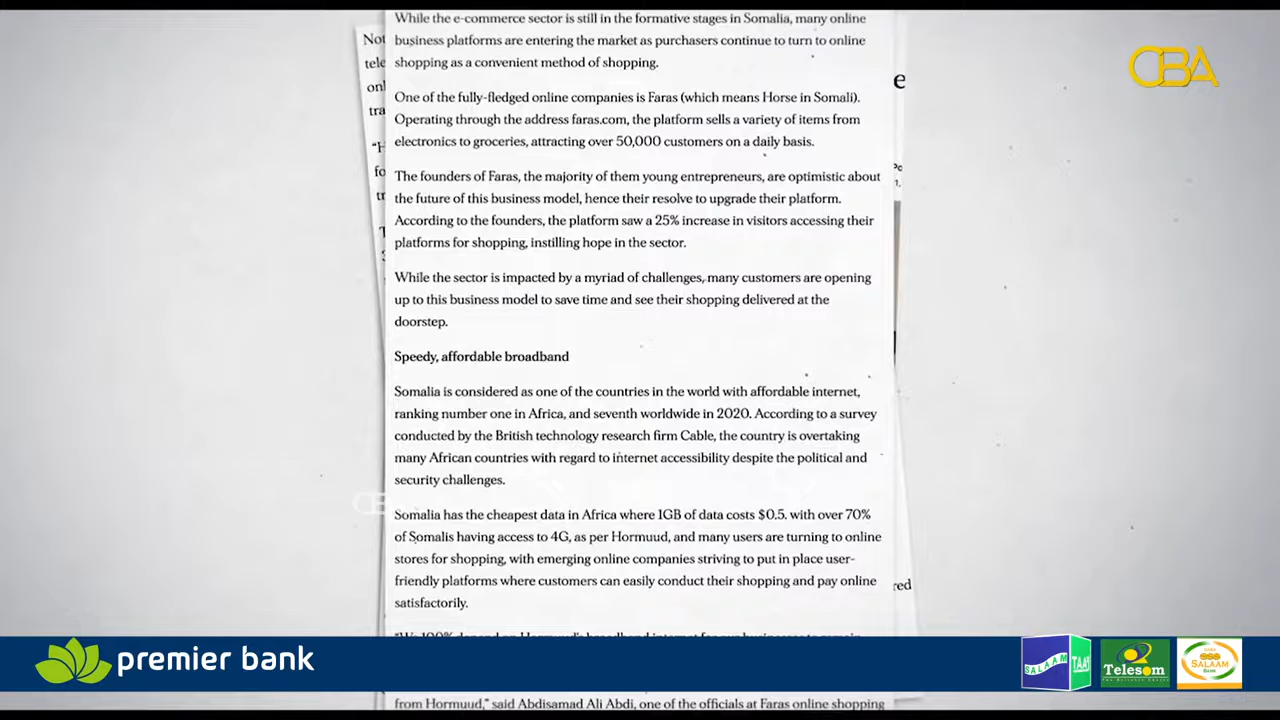 While the e-commerce sector is still in the formative stages in Somalia, many online
business platforms are entering the market as purchasers continue to turn to online
shopping as a convenient method of shopping.
One of the fully-fledged online companies is Faras (which means Horse in Somali).
Operating through the address faras.com, the platform sells a variety of items from
electronics to groceries, attracting over 50,000 customers on a daily basis.
The founders of Faras, the majority of them young entrepreneurs, are optimistic about
the future of this business model, hence their resolve to upgrade their platform.
According to the founders, the platform saw a 25% increase in visitors accessing their
platforms for shopping, instilling hope in the sector.
While the sector is impacted by a myriad of challenges, many customers are opening
up to this business model to save time and see their shopping delivered at the
doorstep.
Speedy, affordable broadband
Somalia is considered as one of the countries in the world with affordable internet,
ranking number one in Africa, and seventh worldwide in 2020. According to a survey
conducted by the British technology research firm Cable, the country is overtaking
many African countries with regard to internet accessibility despite the political and
security challenges.
Somalia has the cheapest data in Africa where 1GB of data costs $0.5. with over 70%
of Somalis having access to 4G, as per Hormuud, and many users are turning to online
stores for shopping, with emerging online companies striving to put in place user-
friendly platforms where customers can easily conduct their shopping and pay online
satisfactorily.
"We 100% depend on Hormuud's broadband internet for our businesses to remain
from Hormuud," said Abdisamad Ali Abdi, one of the officials at Faras online shopping
CBA
premier bank
SALAAM
TAAJ
Telesom
SALAAM
BANK